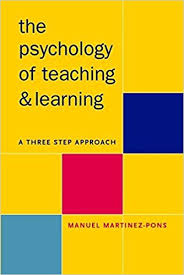 the
psychology
of teaching
& learning
A THREE STEP APPROACH
MANUEL MARTINEZ-PONS